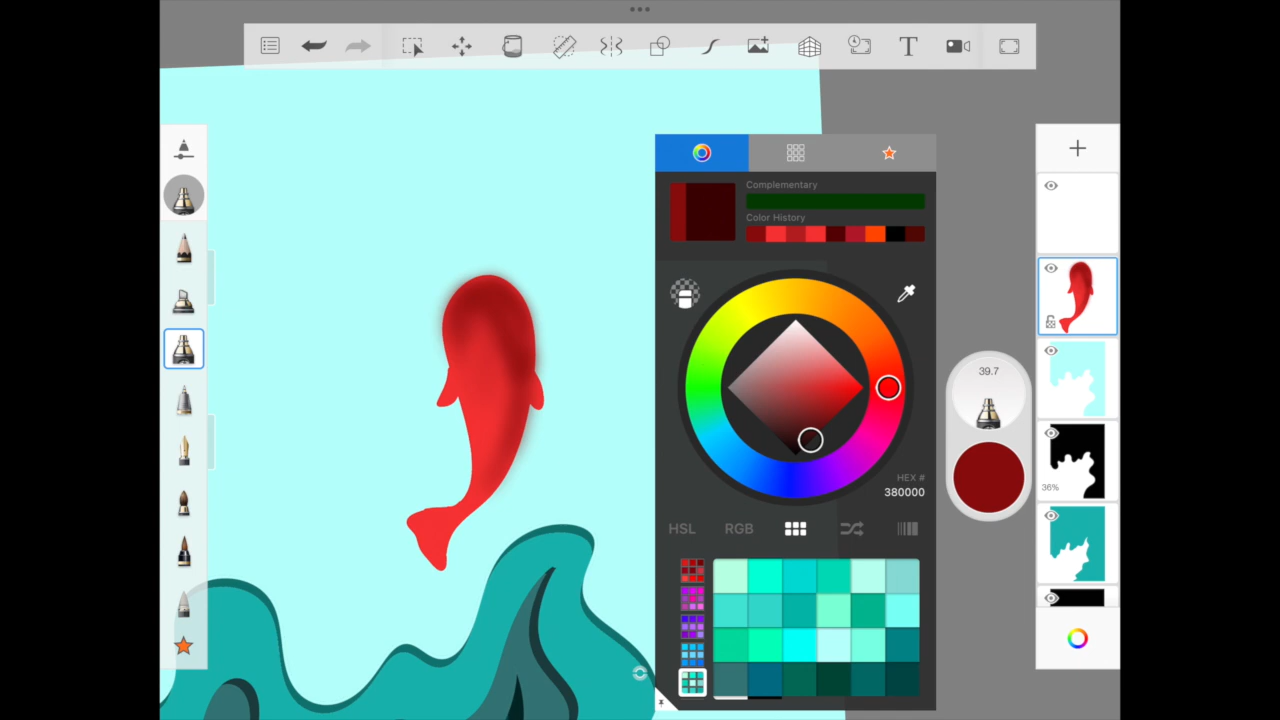 T
Complementary
Color History
39.7
HEX #
380000
36%
HSL RGB